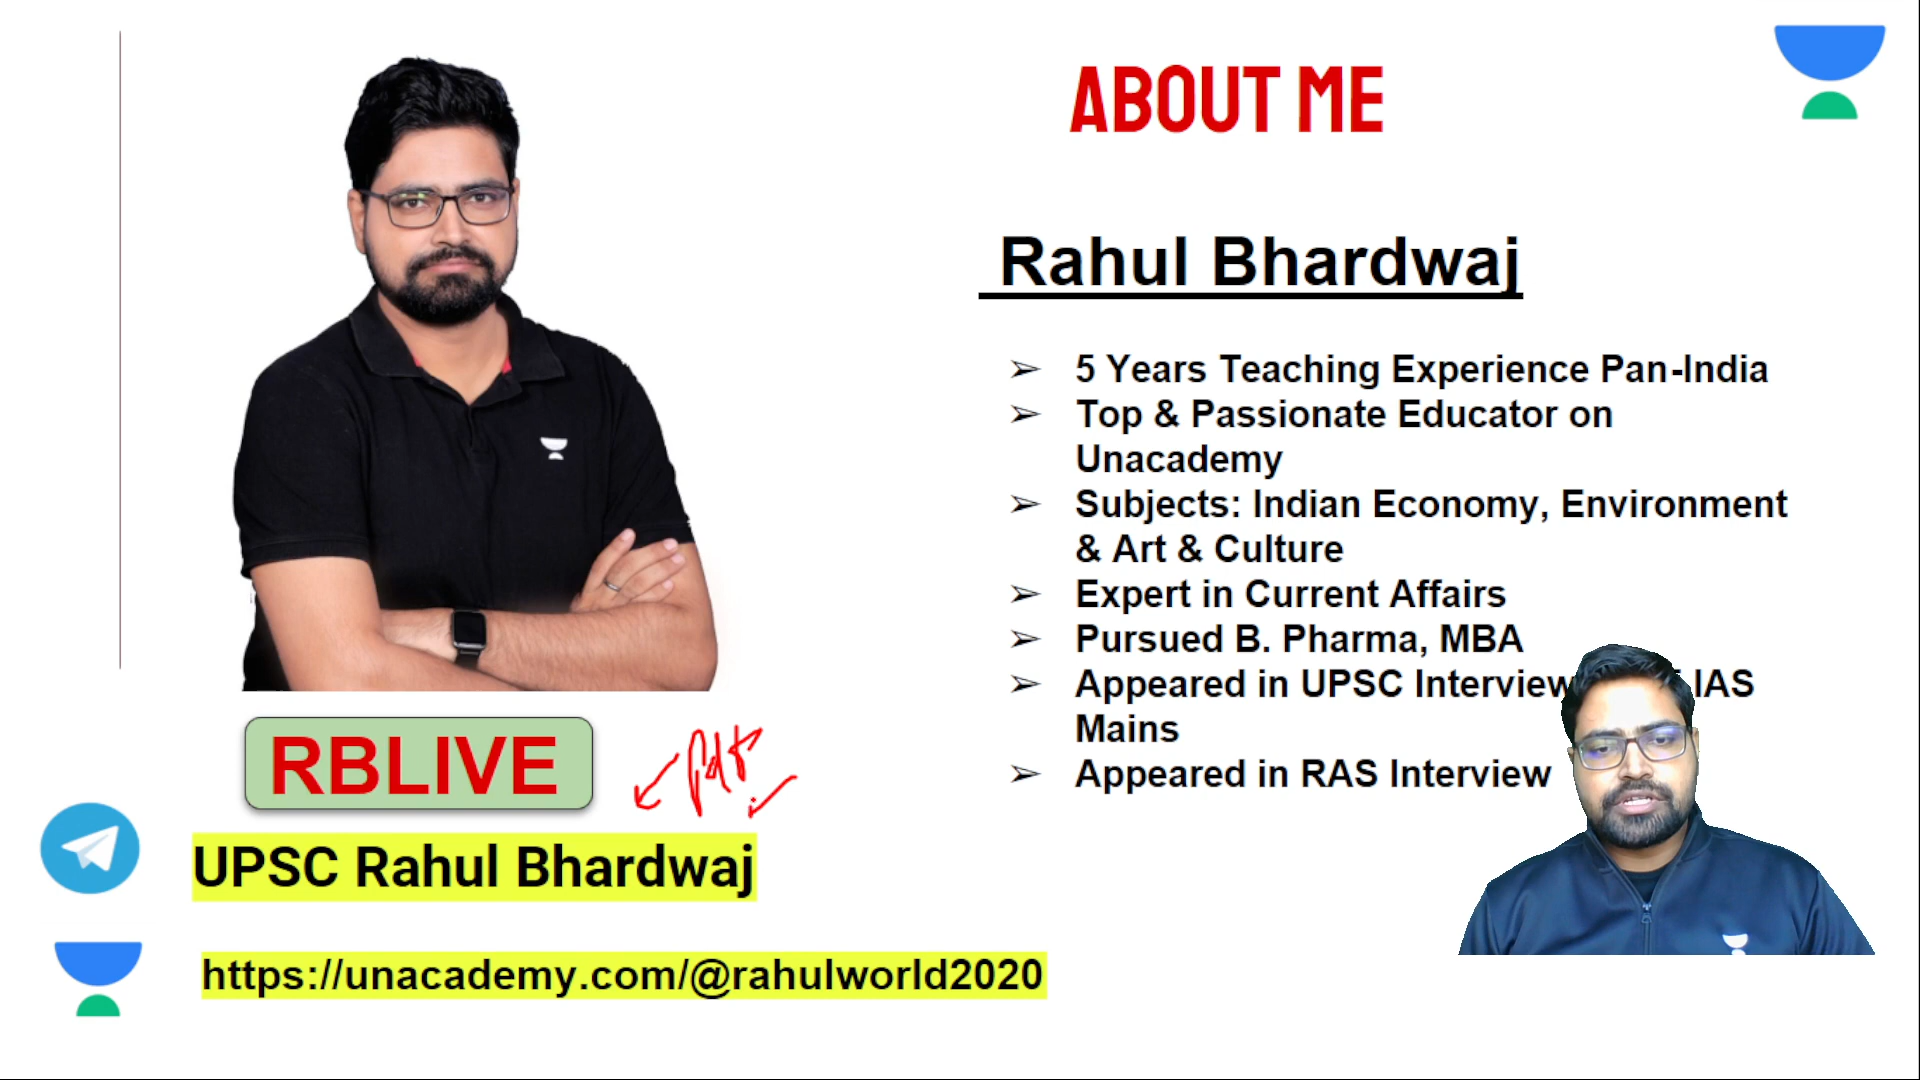 ABOUT ME
Rahul Bhardwaj
5 Years Teaching Experience Pan-India
Top & Passionate Educator on
Unacademy
Subjects: Indian Economy, Environment
& Art & Culture
Expert in Current Affairs
Pursued B. Pharma, MBA
Appeared in UPSC Interview IAS
Mains
Appeared in RAS Interview
RBLIVE
Pdf
UPSC Rahul Bhardwaj
https://unacademy.com/@rahulworld2020